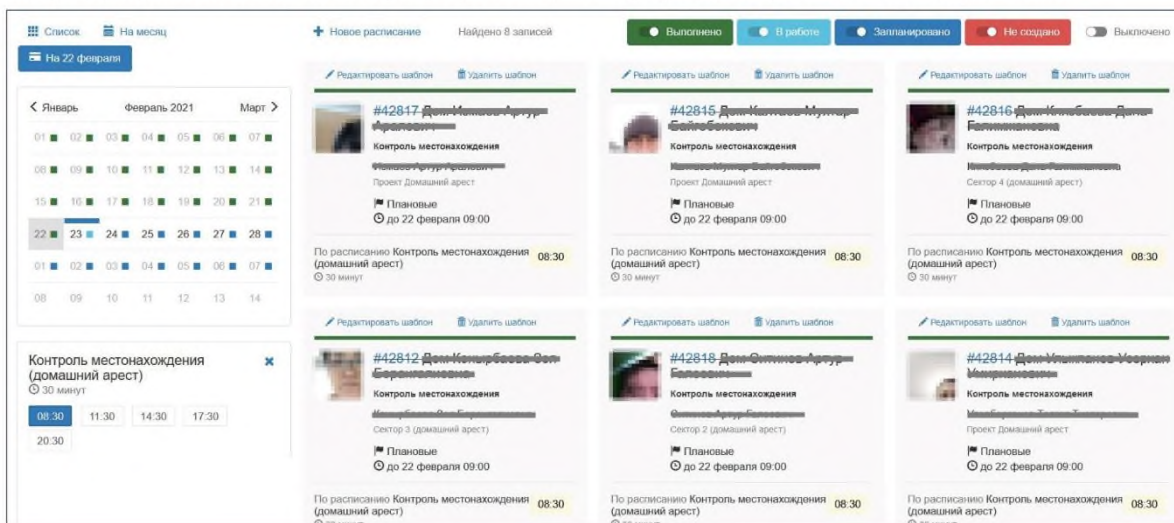 Список На месяц
На 22 февраля
Январь Февраль 2021 Март
01 02 03 04 05 06 07
08 09 10 11 12 13 14
15 16 17 18 19 20 21
22 23 24 25 26 27 28
01 02 03 04 05 06 07
08 09 10 11 12 13 14
Контроль местонахождения
(домашний арест)
30 минут
08:30 11:30 14:30 17:30
20:30
Новое расписание Найдено 8 записей
Выполнено В работе Запланировано Не создано Выключено
Редактировать шаблон Удалить шаблон
#42817
Контроль местонахождения
Проект Домашний арест
Плановые
до 22 февраля 09:00
По расписанию Контроль местонахождения 08:30
(домашний арест)
30 минут
Редактировать шаблон Удалить шаблон
#42815
Контроль местонахождения
Проект Домашний арест
Плановые
до 22 февраля 09:00
По расписанию Контроль местонахождения 08:30
(домашний арест)
30 минут
Редактировать шаблон Удалить шаблон
#42816
Контроль местонахождения
Сектор 4 (домашний арест)
Плановые
до 22 февраля 09:00
По расписанию Контроль местонахождения 08:30
(домашний арест)
30 минут
Редактировать шаблон Удалить шаблон
#42812
Контроль местонахождения
Сектор 3 (домашний арест)
Плановые
до 22 февраля 09:00
По расписанию Контроль местонахождения 08:30
(домашний арест)
Редактировать шаблон Удалить шаблон
#42818
Контроль местонахождения
Сектор 2 (домашний арест)
Плановые
до 22 февраля 09:00
По расписанию Контроль местонахождения 08:30
(домашний арест)
Редактировать шаблон Удалить шаблон
#42814
Контроль местонахождения
Проект Домашний арест
Плановые
до 22 февраля 09:00
По расписанию Контроль местонахождения 08:30
(домашний арест)